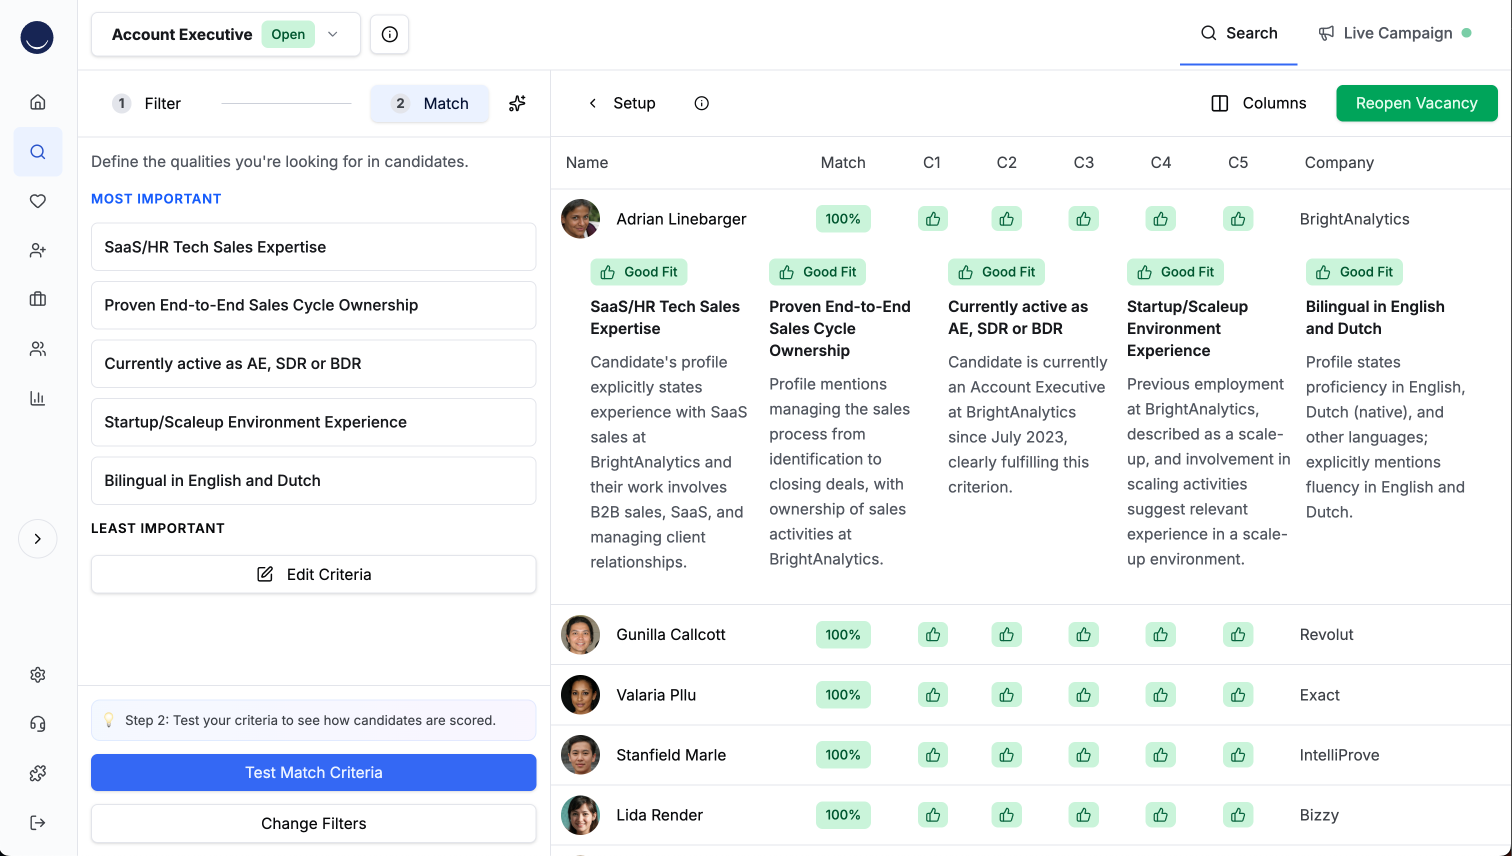 Account Executive Open
Search
Live Campaign
1 Filter
2 Match
Setup
Columns
Reopen Vacancy
Define the qualities you're looking for in candidates.
MOST IMPORTANT
SaaS/HR Tech Sales Expertise
Proven End-to-End Sales Cycle Ownership
Currently active as AE, SDR or BDR
Startup/Scaleup Environment Experience
Bilingual in English and Dutch
LEAST IMPORTANT
Edit Criteria
Step 2: Test your criteria to see how candidates are scored.
Test Match Criteria
Change Filters
Name Match C1 C2 C3 C4 C5 Company
Adrian Linebarger 100% BrightAnalytics
Good Fit
SaaS/HR Tech Sales
Expertise
Candidate's profile
explicitly states
experience with SaaS
sales at
BrightAnalytics and
their work involves
B2B sales, SaaS, and
managing client
relationships.
Good Fit
Proven End-to-End
Sales Cycle
Ownership
Profile mentions
managing the sales
process from
identification to
closing deals, with
ownership of sales
activities at
BrightAnalytics.
Good Fit
Currently active as
AE, SDR or BDR
Candidate is currently
an Account Executive
at BrightAnalytics
since July 2023,
clearly fulfilling this
criterion.
Good Fit
Startup/Scaleup
Environment
Experience
Previous employment
at BrightAnalytics,
described as a scale-
up, and involvement in
scaling activities
suggest relevant
experience in a scale-
up environment.
Good Fit
Bilingual in English
and Dutch
Profile states
proficiency in English,
Dutch (native), and
other languages;
explicitly mentions
fluency in English and
Dutch.
Gunilla Callcott 100% Revolut
Valaria Pllu 100% Exact
Stanfield Marle 100% IntelliProve
Lida Render 100% Bizzy